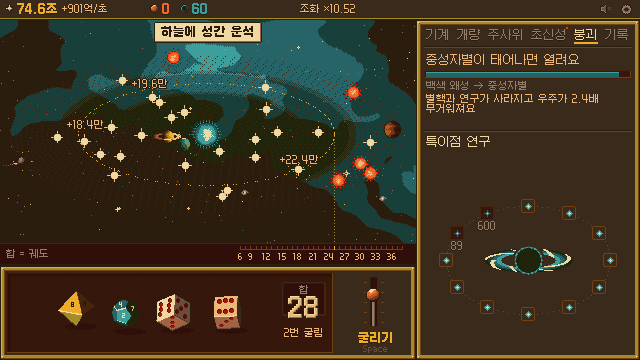 74.6조 +901억/초 0 60 조화 ×10.52
하늘에 성간 운석
기계 개량 주사위 초신성 붕괴 기록
중성자별이 태어나면 열려요
백색 왜성 → 중성자별
별핵과 연구가 사라지고 우주가 2.4배
무거워져요
특이점 연구
600
89
+19.6만
+18.4만
+22.4만
합 = 궤도
6 9 12 15 18 21 24 27 30 33 36
8
4
2
7
합
28
2번 굴림
굴리기
Space